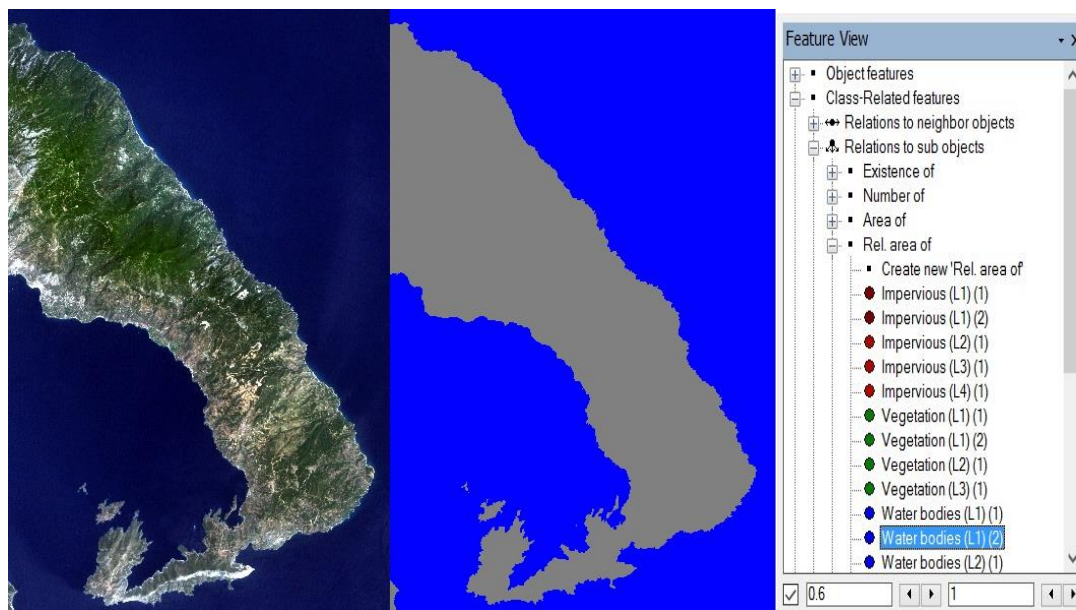 Feature View
Object features
Class-Related features
Relations to neighbor objects
Relations to sub objects
Existence of
Number of
Area of
Rel. area of
Create new 'Rel. area of'
Impervious (L1) (1)
Impervious (L1) (2)
Impervious (L2) (1)
Impervious (L3) (1)
Impervious (L4) (1)
Vegetation (L1) (1)
Vegetation (L1) (2)
Vegetation (L2) (1)
Vegetation (L3) (1)
Water bodies (L1) (1)
Water bodies (L1) (2)
Water bodies (L2) (1)
0.6 1